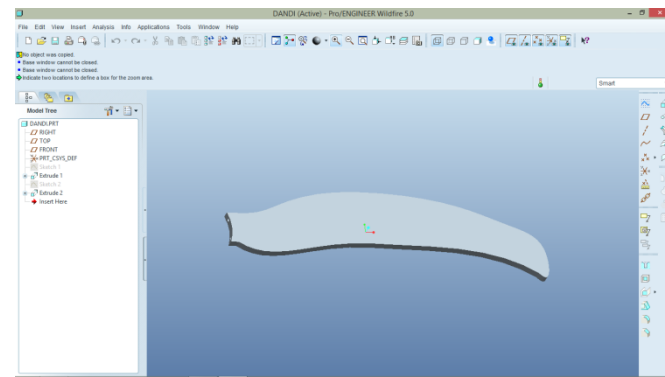 DANDI (Active) - Pro/ENGINEER Wildfire 5.0
File Edit View Insert Analysis Info Applications Tools Window Help
No object was copied.
• Base window cannot be closed.
• Base window cannot be closed.
Indicate two locations to define a box for the zoom area.
Smart
Model Tree
DANDI.PRT
RIGHT
TOP
FRONT
PRT_CSYS_DEF
Sketch 1
Extrude 1
Sketch 2
Extrude 2
Insert Here